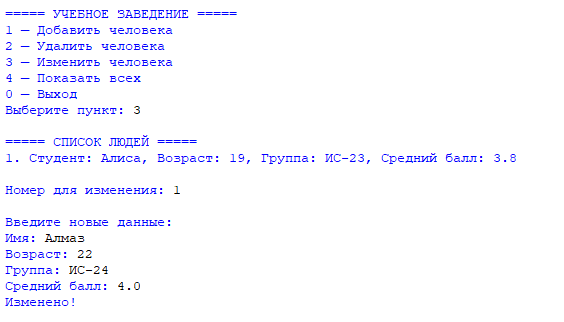 ===== УЧЕБНОЕ ЗАВЕДЕНИЕ =====
1 — Добавить человека
2 — Удалить человека
3 — Изменить человека
4 — Показать всех
0 — Выход
Выберите пункт: 3
===== СПИСОК ЛЮДЕЙ =====
1. Студент: Алиса, Возраст: 19, Группа: ИС-23, Средний балл: 3.8
Номер для изменения: 1
Введите новые данные:
Имя: Алмаз
Возраст: 22
Группа: ИС-24
Средний балл: 4.0
Изменено!